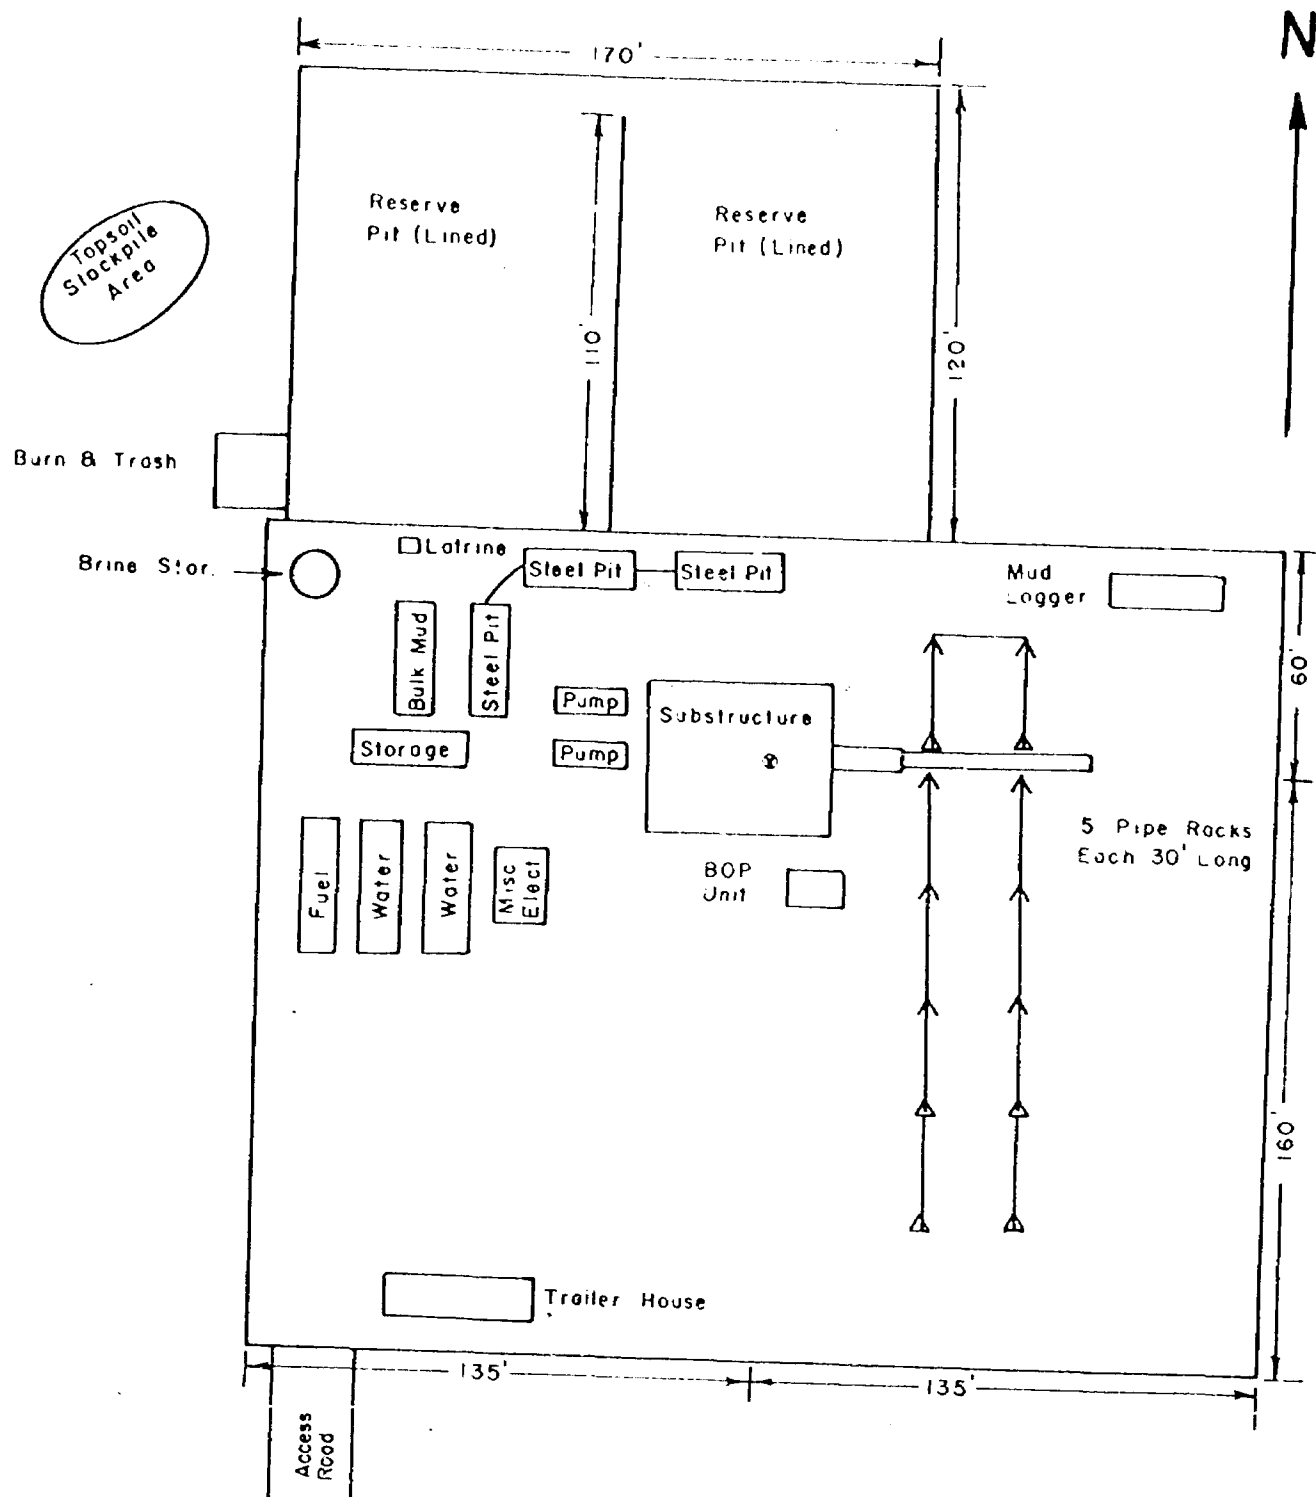 N
170'
Topsoil
Stockpile
Area
Reserve
Pit (Lined)
Reserve
Pit (Lined)
110'
120'
Burn & Trash
Brine Stor.
Latrine
Steel Pit
Steel Pit
Mud
Logger
Bulk Mud
Steel Pit
Pump
Substructure
60'
Storage
Pump
5 Pipe Racks
Each 30' Long
Fuel
Water
Water
Misc
Elect
BOP
Unit
160'
Trailer House
135'
135'
Access
Road